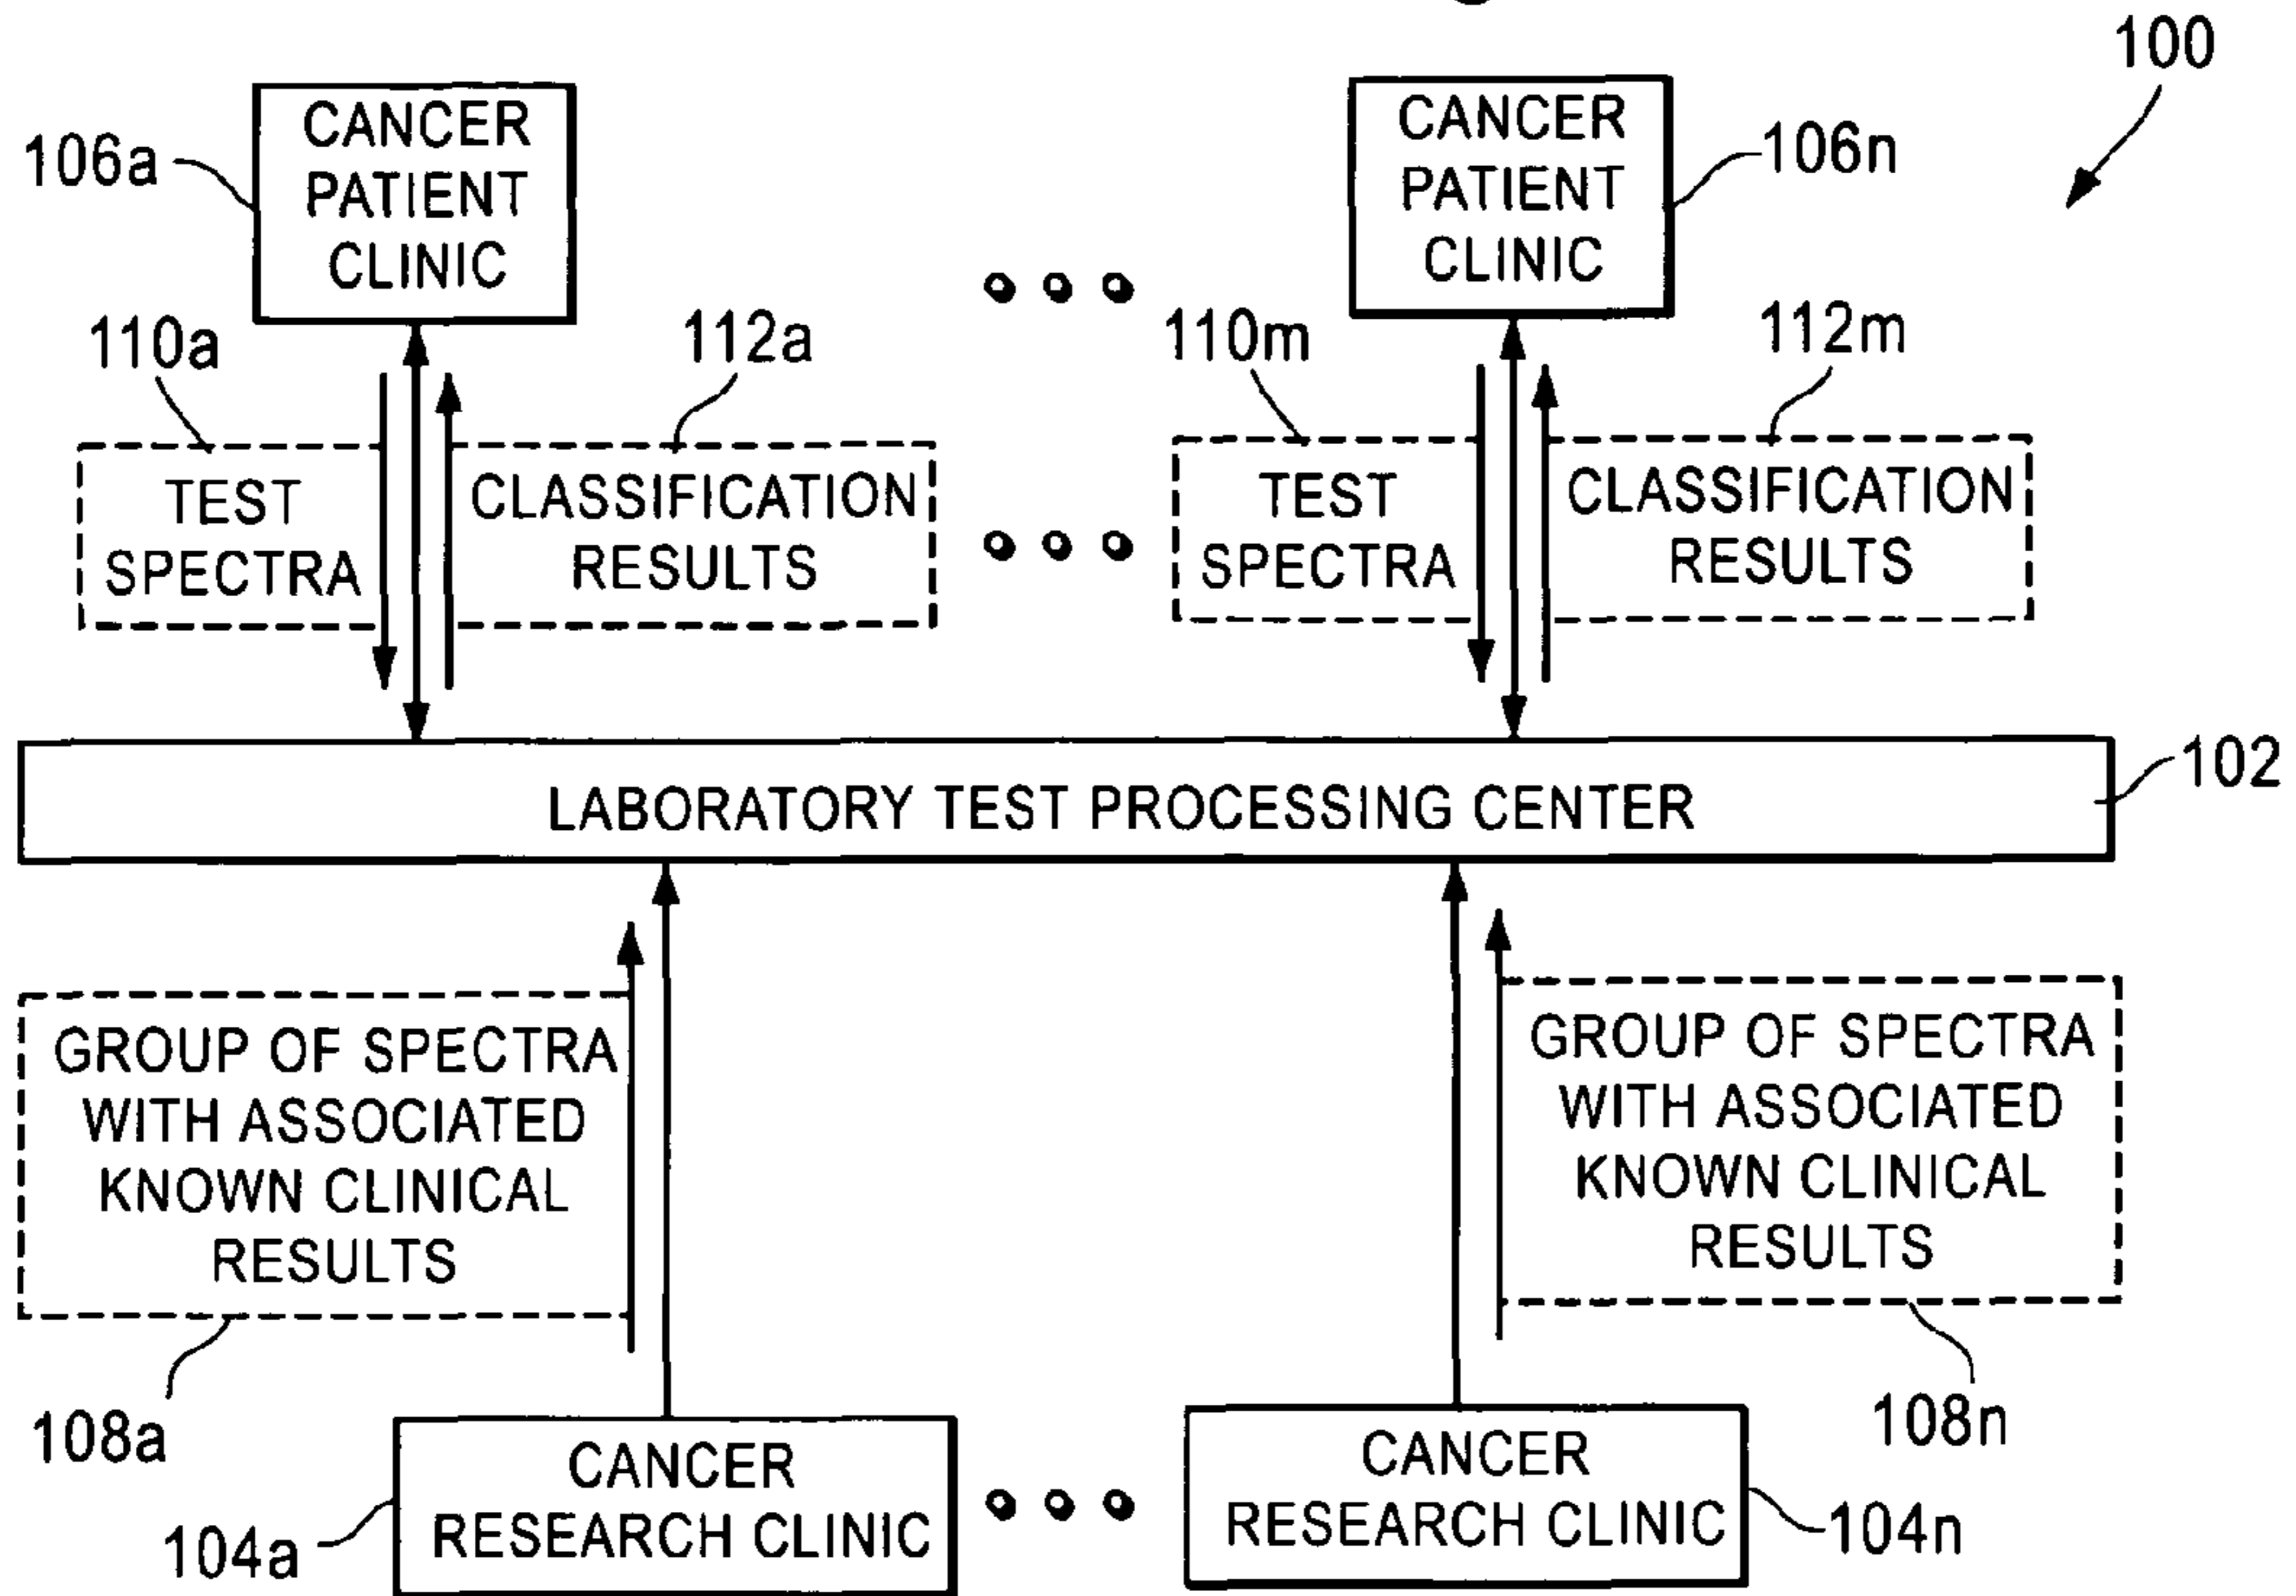 100
106a
CANCER
PATIENT
CLINIC
CANCER
PATIENT
CLINIC
106n
110a
112a
110m
112m
TEST
SPECTRA
CLASSIFICATION
RESULTS
TEST
SPECTRA
CLASSIFICATION
RESULTS
LABORATORY TEST PROCESSING CENTER
102
GROUP OF SPECTRA
WITH ASSOCIATED
KNOWN CLINICAL
RESULTS
GROUP OF SPECTRA
WITH ASSOCIATED
KNOWN CLINICAL
RESULTS
108a
108n
104a
CANCER
RESEARCH CLINIC
CANCER
RESEARCH CLINIC
104n